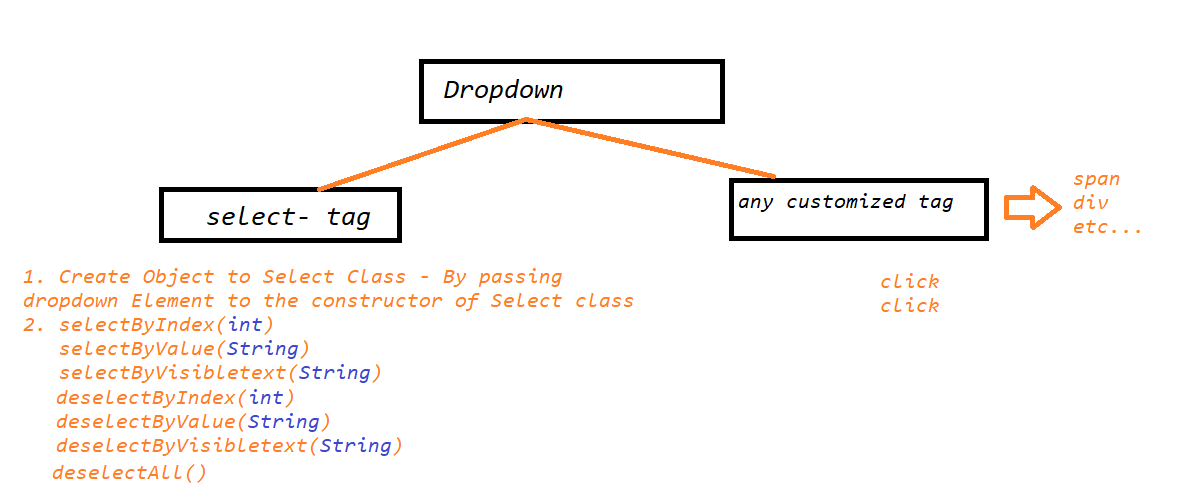 Dropdown
select- tag
any customized tag
span
div
etc...
1. Create Object to Select Class - By passing
dropdown Element to the constructor of Select class
2. selectByIndex(int)
selectByValue(String)
selectByVisibletext(String)
deselectByIndex(int)
deselectByValue(String)
deselectByVisibletext(String)
deselectAll()
click
click